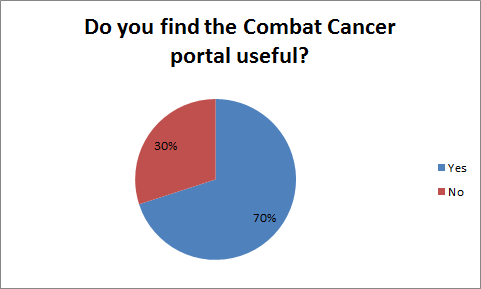 Do you find the Combat Cancer
portal useful?
30%
70%
Yes
No